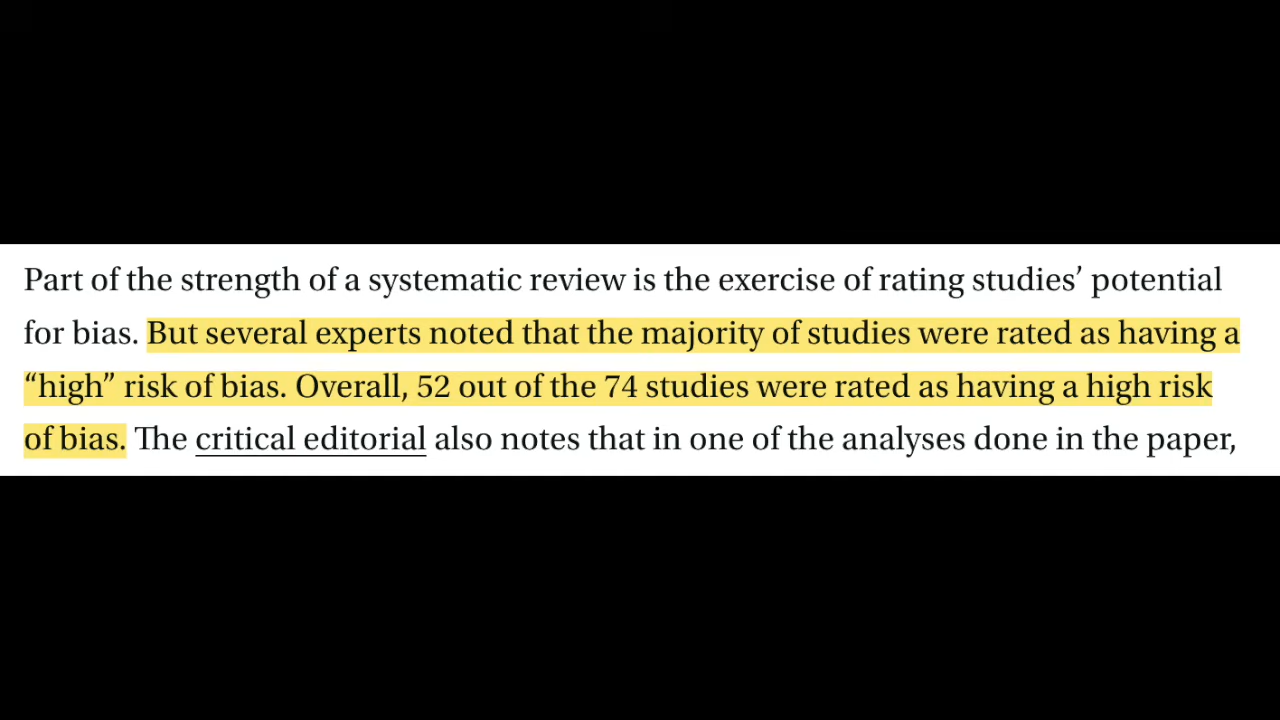 Part of the strength of a systematic review is the exercise of rating studies’ potential
for bias. But several experts noted that the majority of studies were rated as having a
“high” risk of bias. Overall, 52 out of the 74 studies were rated as having a high risk
of bias. The critical editorial also notes that in one of the analyses done in the paper,